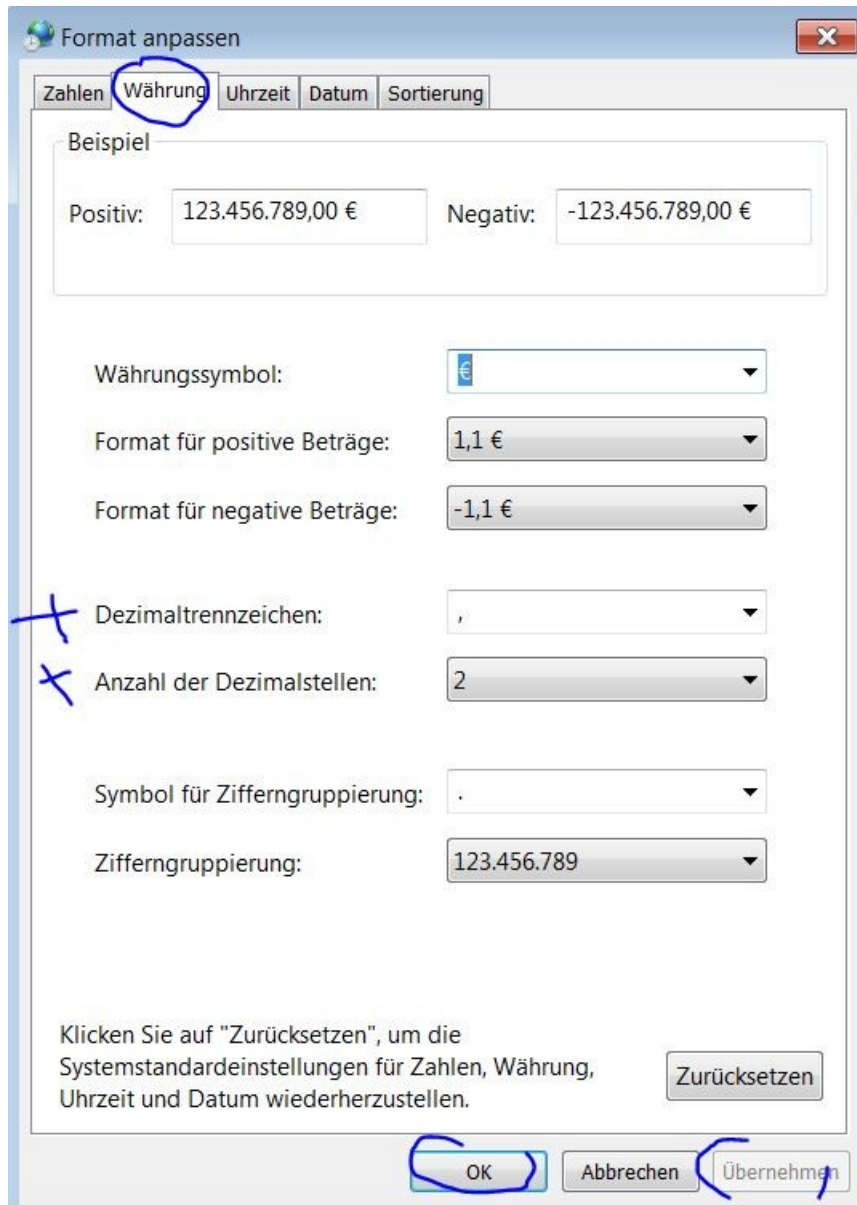 Format anpassen
Zahlen Währung Uhrzeit Datum Sortierung
Beispiel
Positiv: 123.456.789,00 € Negativ: -123.456.789,00 €
Währungssymbol: €
Format für positive Beträge: 1,1 €
Format für negative Beträge: -1,1 €
Dezimaltrennzeichen: ,
Anzahl der Dezimalstellen: 2
Symbol für Zifferngruppierung: .
Zifferngruppierung: 123.456.789
Klicken Sie auf "Zurücksetzen", um die
Systemstandardeinstellungen für Zahlen, Währung,
Uhrzeit und Datum wiederherzustellen.
Zurücksetzen
OK Abbrechen Übernehmen